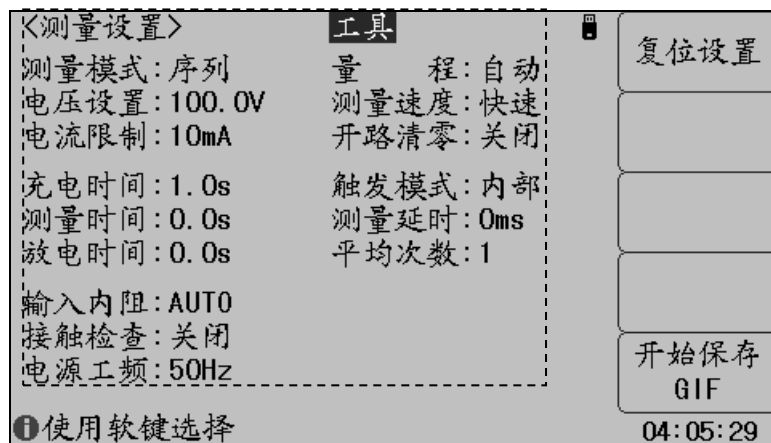 <测量设置> 工具
测量模式:序列 量 程:自动
电压设置:100.0V 测量速度:快速
电流限制:10mA 开路清零:关闭
充电时间:1.0s 触发模式:内部
测量时间:0.0s 测量延时:0ms
放电时间:0.0s 平均次数:1
输入内阻:AUTO
接触检查:关闭
电源工频:50Hz
使用软键选择
复位设置
开始保存
GIF
04:05:29